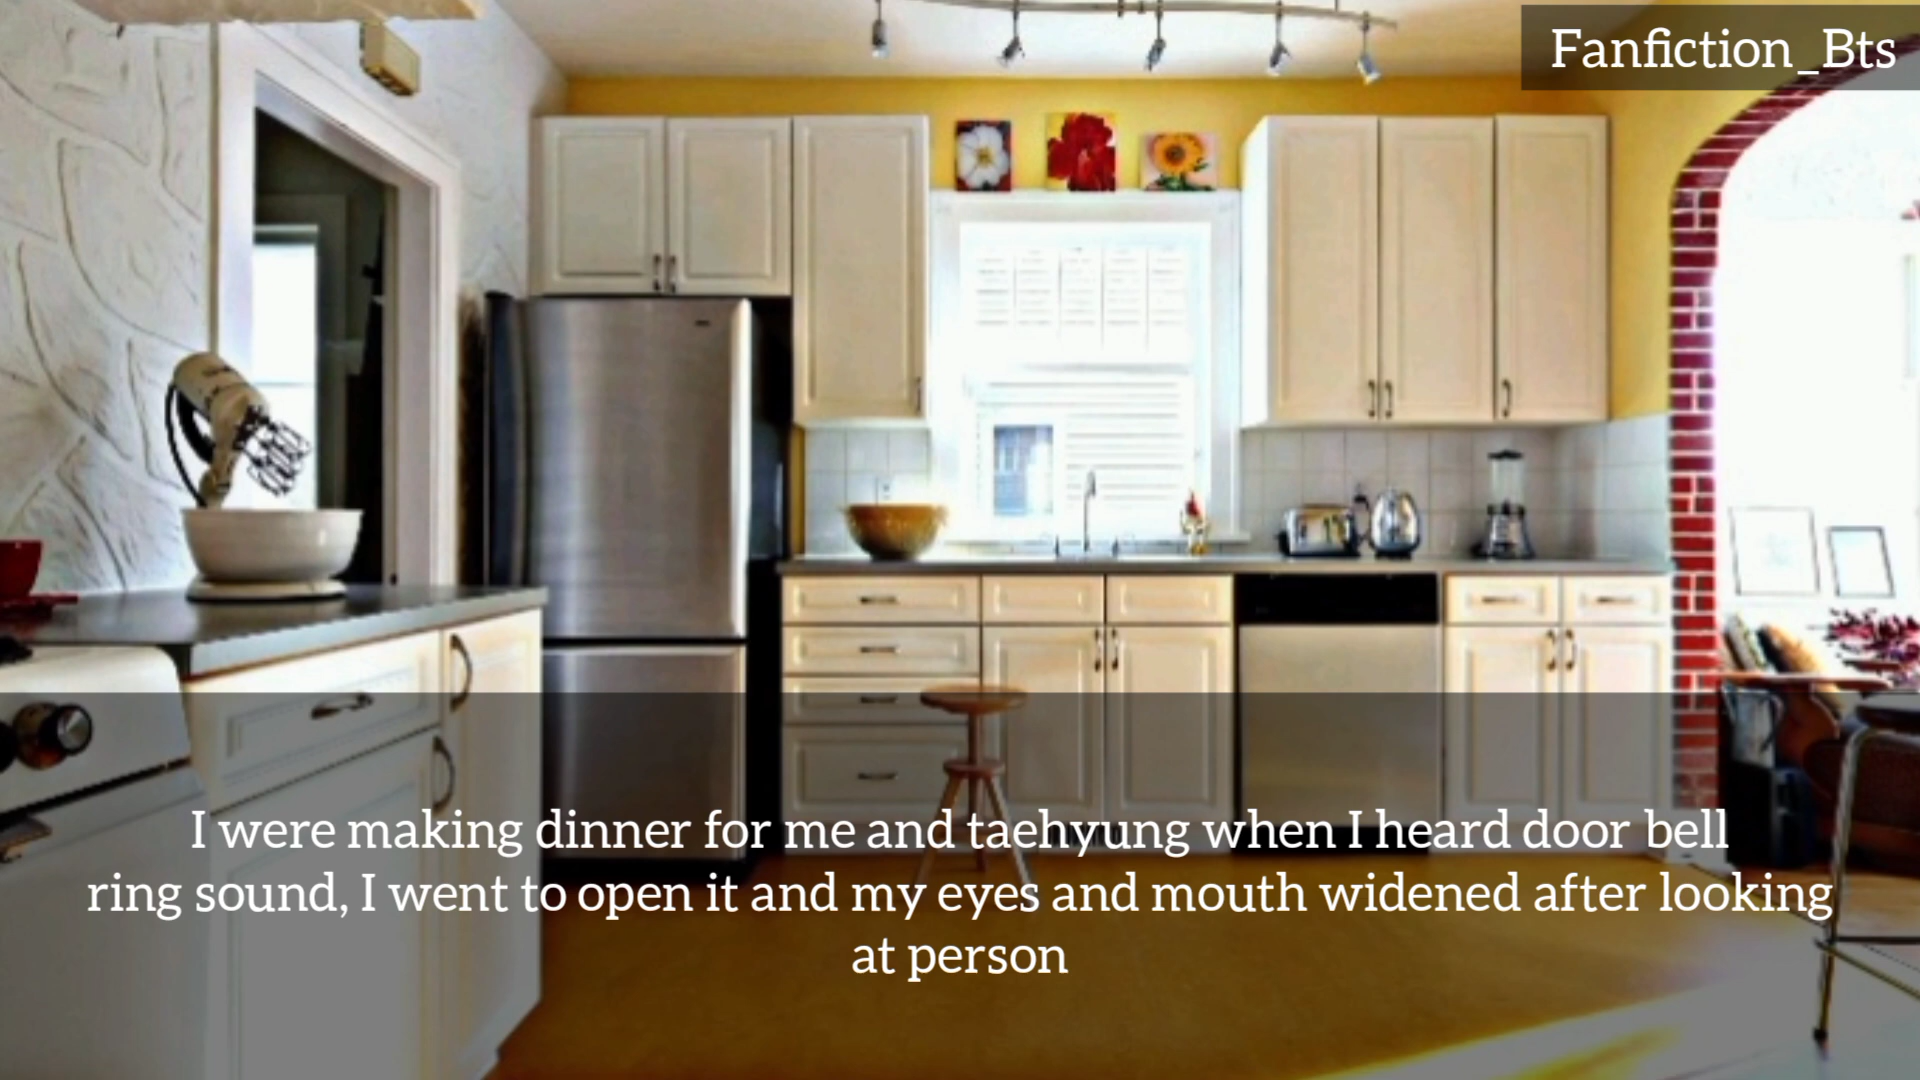 Fanfiction_Bts
I were making dinner for me and taehyung when I heard door bell
ring sound, I went to open it and my eyes and mouth widened after looking
at person